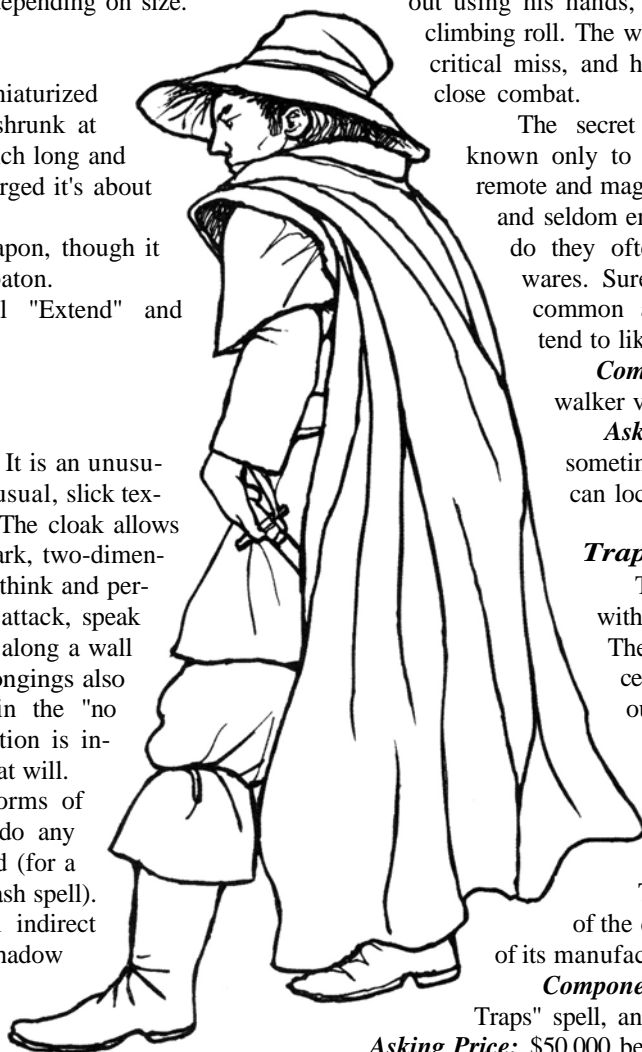 depending on size.
niaturized
shrunk at
ch long and
rged it's about
apon, though it
baton.
l "Extend" and
It is an unusu-
usual, slick tex-
The cloak allows
ark, two-dimen-
think and per-
attack, speak
along a wall
ongings also
in the "no
tion is in-
at will.
orms of
do any
d (for a
ash spell).
indirect
hadow
out using his hands,
climbing roll. The w
critical miss, and h
close combat.
The secret
known only to
remote and mag
and seldom en
do they ofte
wares. Sure
common a
tend to lik
Com
walker v
Ask
sometin
can loc
Trap
T
with
The
ce
ou
T
of the c
of its manufac
Compone
Traps" spell, an
Asking Price: $50,000 be